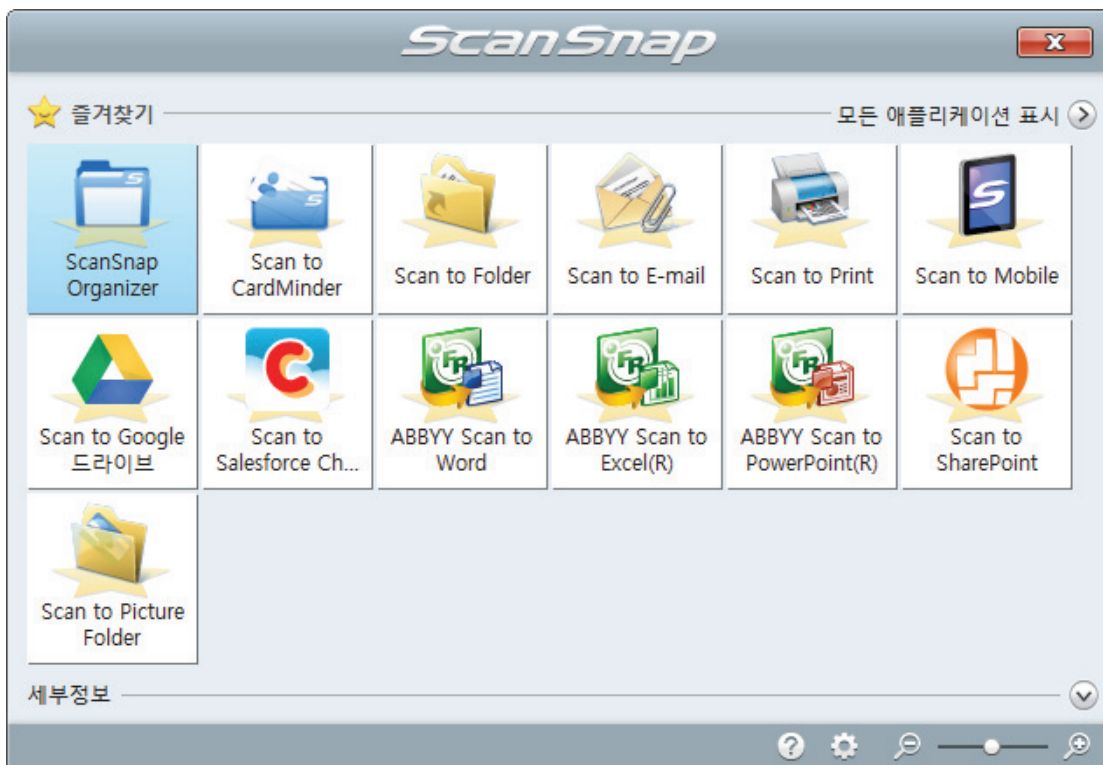 ScanSnap
즐겨찾기
모든 애플리케이션 표시
ScanSnap
Organizer
Scan to
CardMinder
Scan to Folder
Scan to E-mail
Scan to Print
Scan to Mobile
Scan to Google
드라이브
Scan to
Salesforce Ch...
ABBYY Scan to
Word
ABBYY Scan to
Excel(R)
ABBYY Scan to
PowerPoint(R)
Scan to
SharePoint
Scan to Picture
Folder
세부정보